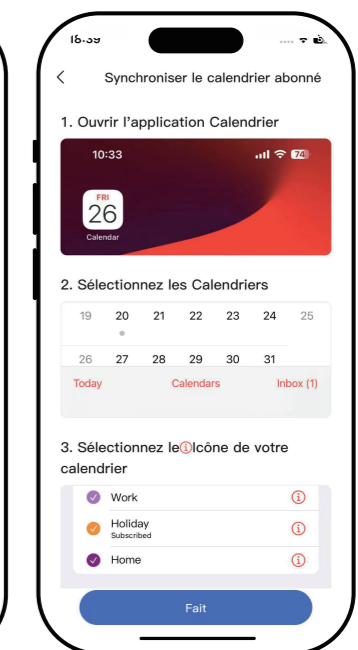 18:39
Synchroniser le calendrier abonné
1. Ouvrir l'application Calendrier
10:33 74
FRI
26
Calendar
2. Sélectionnez les Calendriers
19 20 21 22 23 24 25
26 27 28 29 30 31
Today Calendars Inbox (1)
3. Sélectionnez le ⓘ Icône de votre
calendrier
Work ⓘ
Holiday ⓘ
Subscribed
Home ⓘ
Fait